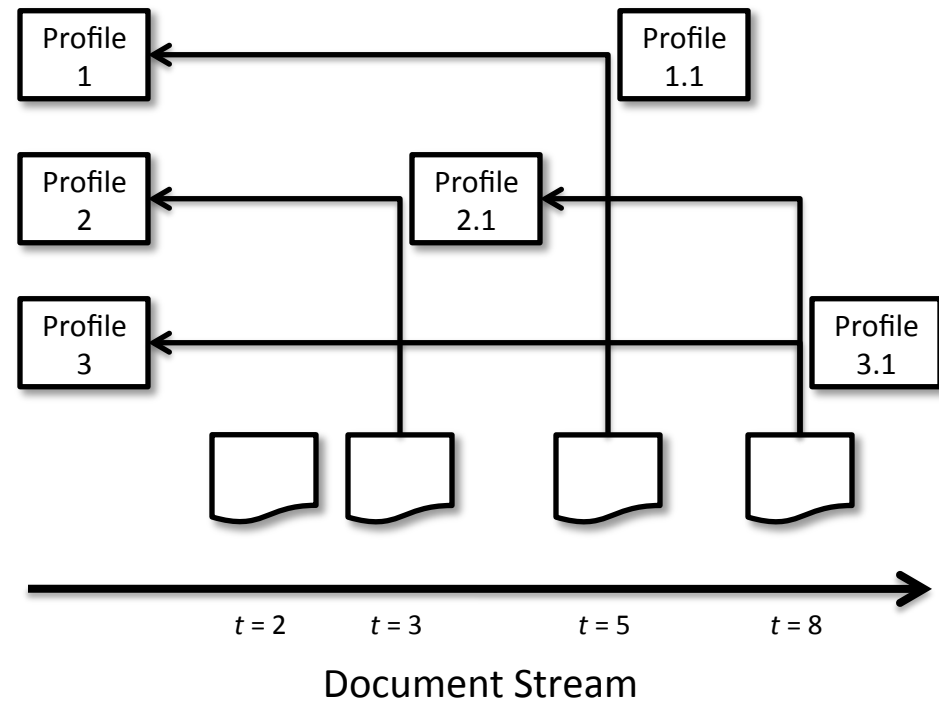 Profile
1
Profile
1.1
Profile
2
Profile
2.1
Profile
3
Profile
3.1
t = 2
t = 3
t = 5
t = 8
Document Stream